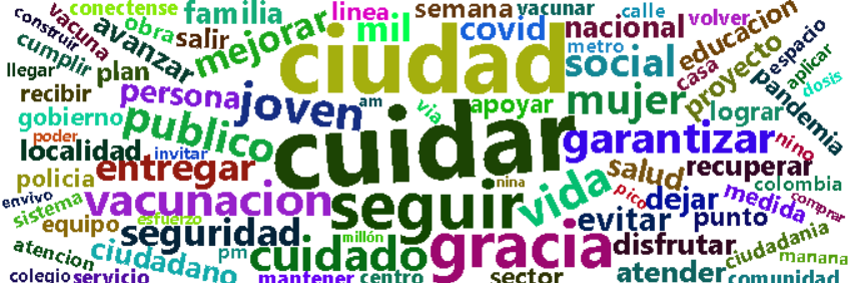 conectense familia linea semana vacunar calle volver educacion
construir vacuna obra salir mejorar mil ciudad covid nacional espacio
cumplir avanzar metro social casa proyecto aplicar
llegar plan persona joven am via apoyar mujer lograr pandemia dosis
recibir gobierno publico cuidar garantizar nino
poder localidad invitar entregar salud recuperar
policia vacunacion nina vida pico dejar medida colombia comprar
envivo sistema equipo esfuerzo seguridad seguir evitar punto ciudadania
atencion ciudadano pm cuidado millón gracia disfrutar manana
colegio servicio mantener centro sector atender comunidad